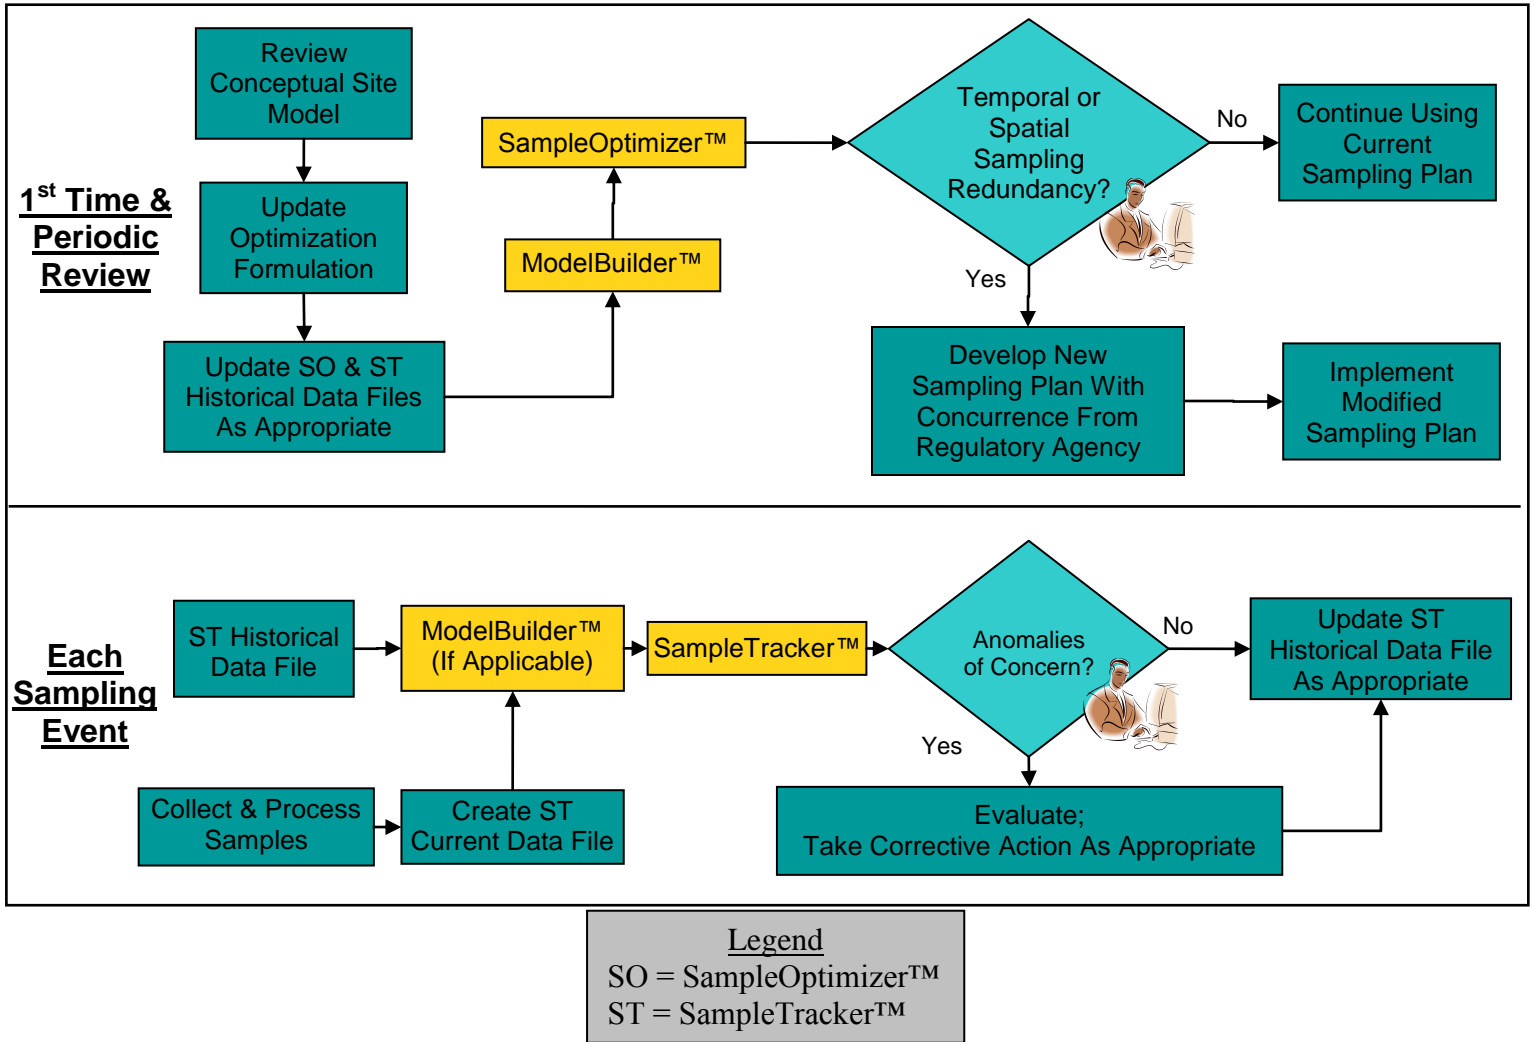 Review
Conceptual Site
Model
1st Time &
Periodic
Review
Update
Optimization
Formulation
Update SO & ST
Historical Data Files
As Appropriate
SampleOptimizer™
ModelBuilder™
Temporal or
Spatial
Sampling
Redundancy?
No
Continue Using
Current
Sampling Plan
Yes
Develop New
Sampling Plan With
Concurrence From
Regulatory Agency
Implement
Modified
Sampling Plan
Each
Sampling
Event
ST Historical
Data File
ModelBuilder™
(If Applicable)
SampleTracker™
Collect & Process
Samples
Create ST
Current Data File
Anomalies
of Concern?
No
Update ST
Historical Data File
As Appropriate
Yes
Evaluate;
Take Corrective Action As Appropriate
Legend
SO = SampleOptimizer™
ST = SampleTracker™